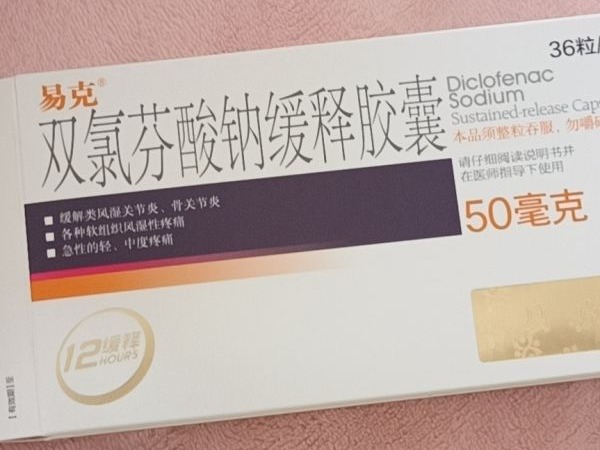 36粒/
易克®
双氯芬酸钠缓释胶囊
Diclofenac
Sodium
Sustained-release Caps
本品须整粒吞服，勿嚼碎
请仔细阅读说明书并
在医师指导下使用
50毫克
■ 缓解类风湿关节炎、骨关节炎
■ 各种软组织风湿性疼痛
■ 急性的轻、中度疼痛
12缓释
HOURS